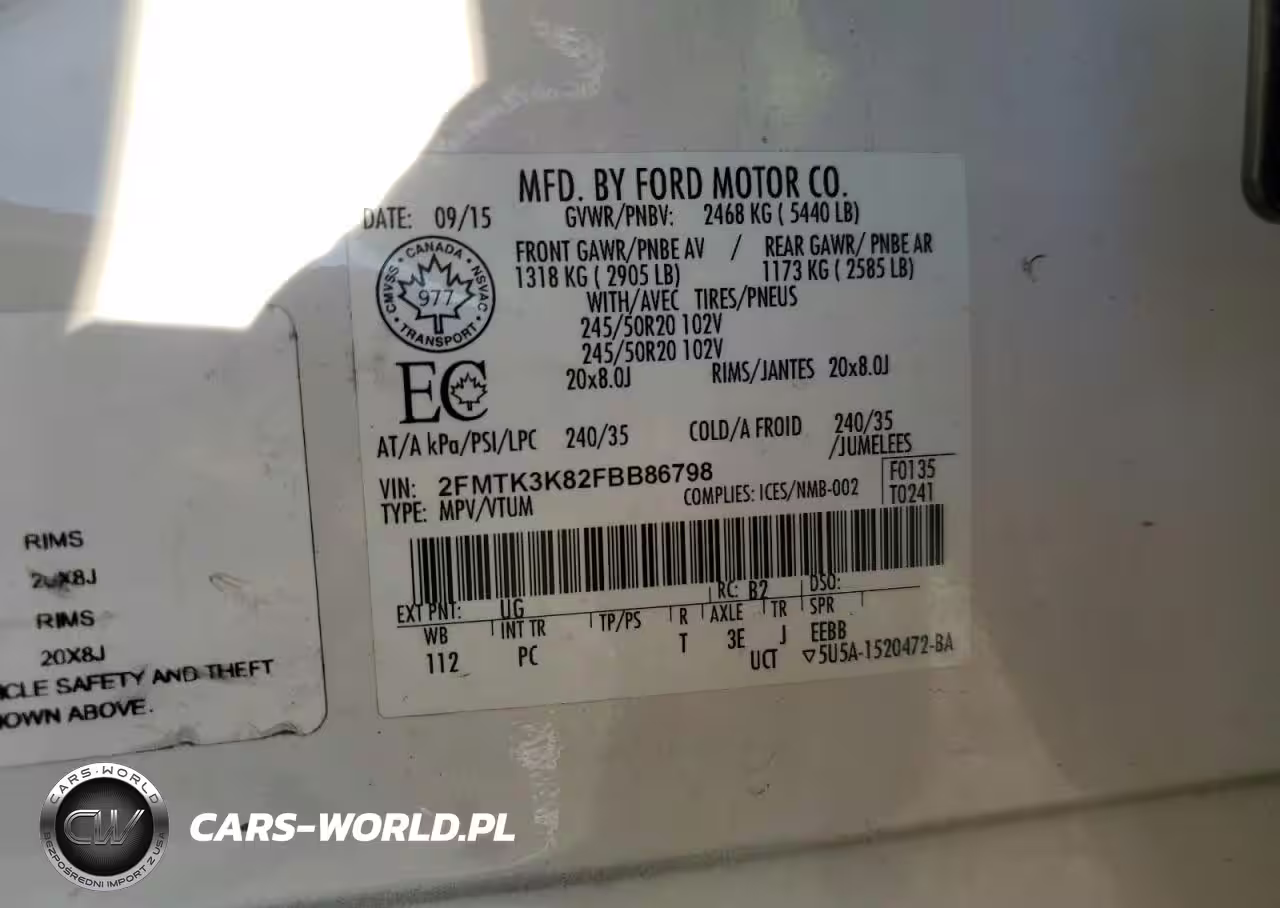 MFD. BY FORD MOTOR CO.
DATE: 09/15 GVWR/PNBV: 2468 KG ( 5440 LB)
FRONT GAWR/PNBE AV / REAR GAWR/ PNBE AR
1318 KG ( 2905 LB) 1173 KG ( 2585 LB)
WITH/AVEC TIRES/PNEUS
245/50R20 102V
245/50R20 102V
20x8.0J RIMS/JANTES 20x8.0J
CANADA
CMVSS NSVAC
977
TRANSPORT
EC
AT/A kPa/PSI/LPC 240/35 COLD/A FROID 240/35
/JUMELEES
VIN: 2FMTK3K82FBB86798 F0135
TYPE: MPV/VTUM COMPLIES: ICES/NMB-002 T0241
EXT PNT: UG RC: B2 DSO:
WB INT TR TP/PS R AXLE TR SPR
112 PC T 3E J EEBB
UCT ▽5U5A-1520472-BA
RIMS
20X8J
RIMS
20X8J
ICLE SAFETY AND THEFT
OWN ABOVE.
CARS-WORLD
CW
BEZPOŚREDNI IMPORT Z USA
CARS-WORLD.PL